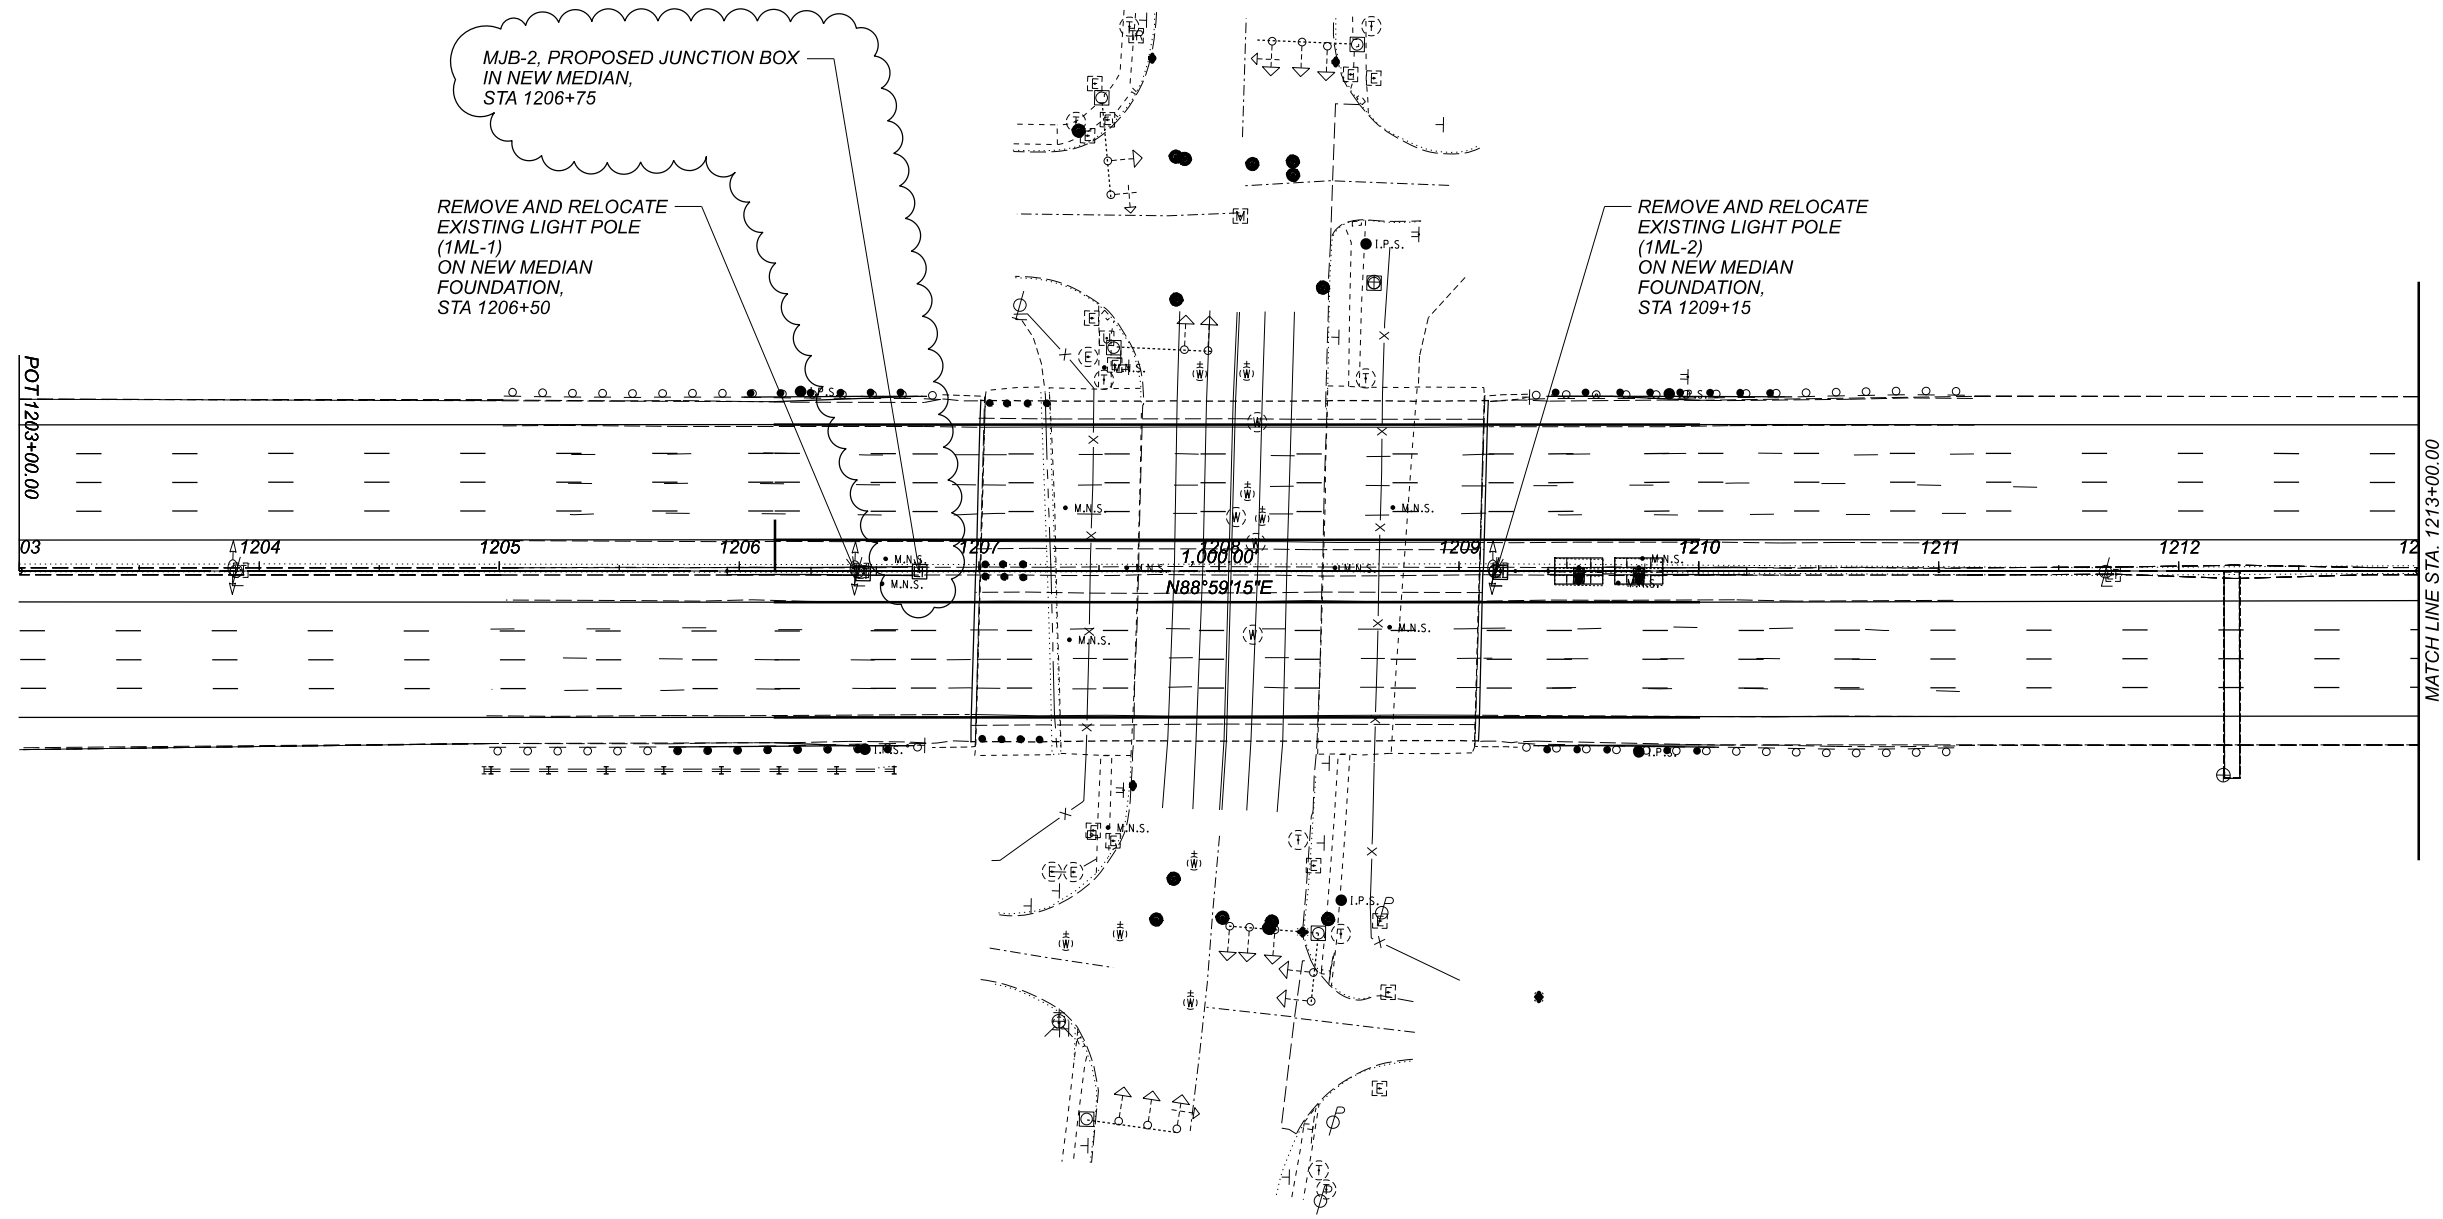 MJB-2, PROPOSED JUNCTION BOX
IN NEW MEDIAN,
STA 1206+75
REMOVE AND RELOCATE
EXISTING LIGHT POLE
(1ML-1)
ON NEW MEDIAN
FOUNDATION,
STA 1206+50
REMOVE AND RELOCATE
EXISTING LIGHT POLE
(1ML-2)
ON NEW MEDIAN
FOUNDATION,
STA 1209+15
POT 1203+00.00
MATCH LINE STA. 1213+00.00
03
1204
1205
1206
1207
1208
1209
1210
1211
1212
12
1,000.00'
N88°59'15"E
I.P.S.
M.N.S.
I.P.S.
I.P.S.
M.N.S.
M.N.S.
M.N.S.
M.N.S.
M.N.S.
M.N.S.
M.N.S.
M.N.S.
M.N.S.
M.N.S.
I.P.S.
I.P.S.
M.N.S.
I.P.S.